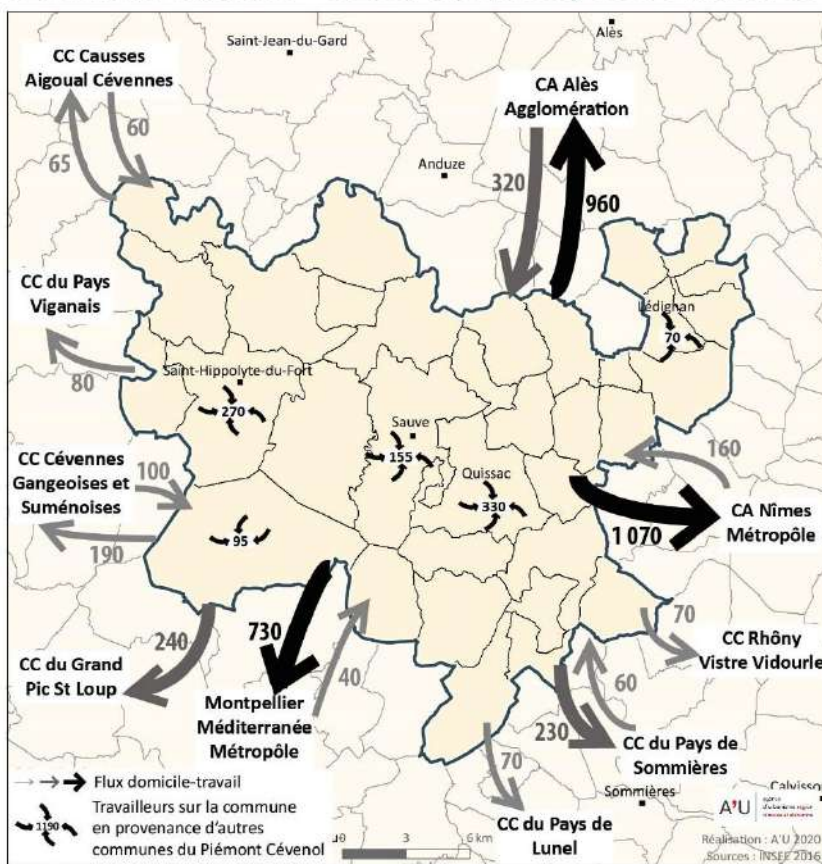 Saint-Jean-du-Gard
Alès
CC Causses
Aigoual Cévennes
CA Alès
Agglomération
60
65
Anduze
320
960
CC du Pays
Viganais
80
Lédignan
70
Saint-Hippolyte-du-Fort
270
Sauve
155
Quissac
330
160
CC Cévennes
Gangeoises et
Suménoises
100
190
95
CA Nîmes
Métropôle
1 070
240
CC du Grand
Pic St Loup
730
Montpellier
Méditerranée
Métropôle
40
70
CC Rhôny
Vistre Vidourle
60
230
CC du Pays de
Sommières
70
CC du Pays de
Lunel
Sommières
Calvisson
Flux domicile-travail
1190
Travailleurs sur la commune
en provenance d'autres
communes du Piémont Cévenol
3
6 km
A'U
Réalisation : A'U 2020
Sources : INSEE 2016